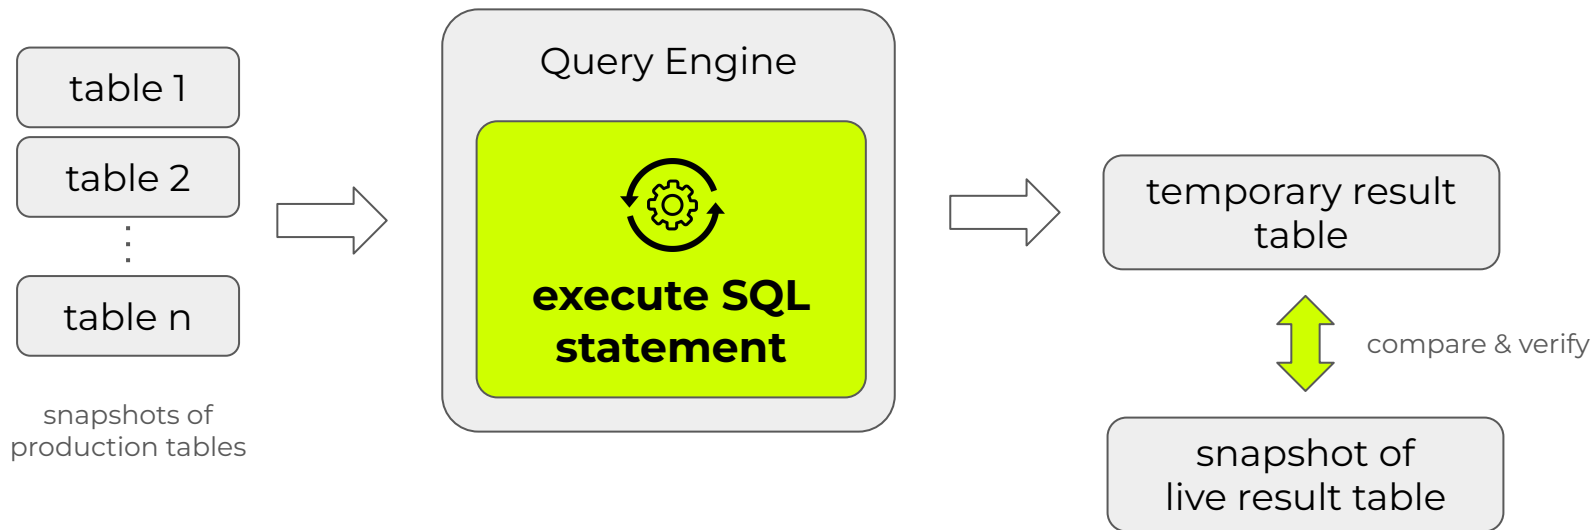 table 1
table 2
table n
snapshots of
production tables
Query Engine
execute SQL
statement
temporary result
table
compare & verify
snapshot of
live result table